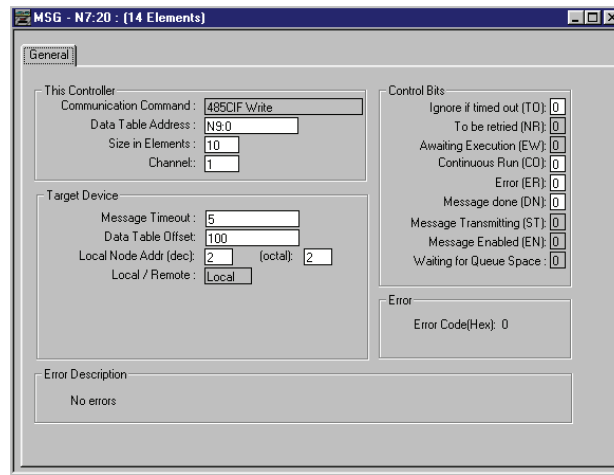 MSG - N7:20 : (14 Elements)
General
This Controller
Communication Command : 485CIF Write
Data Table Address : N9:0
Size in Elements : 10
Channel: 1
Target Device
Message Timeout : 5
Data Table Offset: 100
Local Node Addr (dec): 2 (octal): 2
Local / Remote : Local
Control Bits
Ignore if timed out (TO): 0
To be retried (NR): 0
Awaiting Execution (EW): 0
Continuous Run (CO): 0
Error (ER): 0
Message done (DN): 0
Message Transmitting (ST): 0
Message Enabled (EN): 0
Waiting for Queue Space : 0
Error
Error Code(Hex): 0
Error Description
No errors